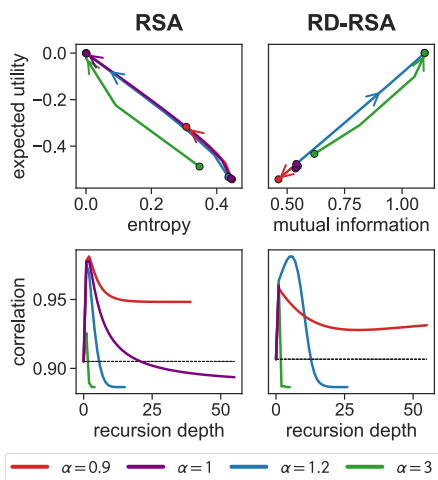 RSA RD-RSA
expected utility
0.0
−0.2
−0.4
0.0 0.2 0.4
entropy
0.50 0.75 1.00
mutual information
correlation
0.95
0.90
0 25 50
recursion depth
0 25 50
recursion depth
α = 0.9 α = 1 α = 1.2 α = 3